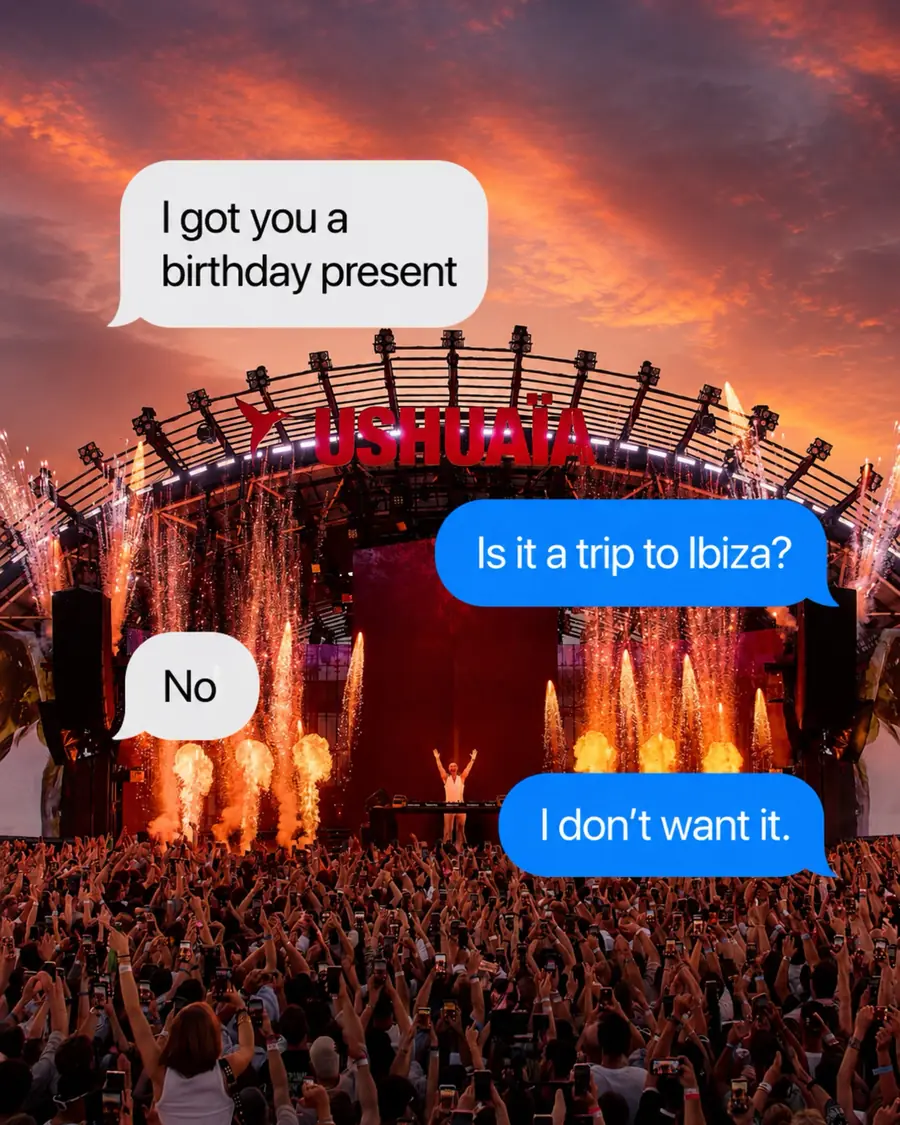 I got you a
birthday present
USHUAÏA
Is it a trip to Ibiza?
No
I don’t want it.